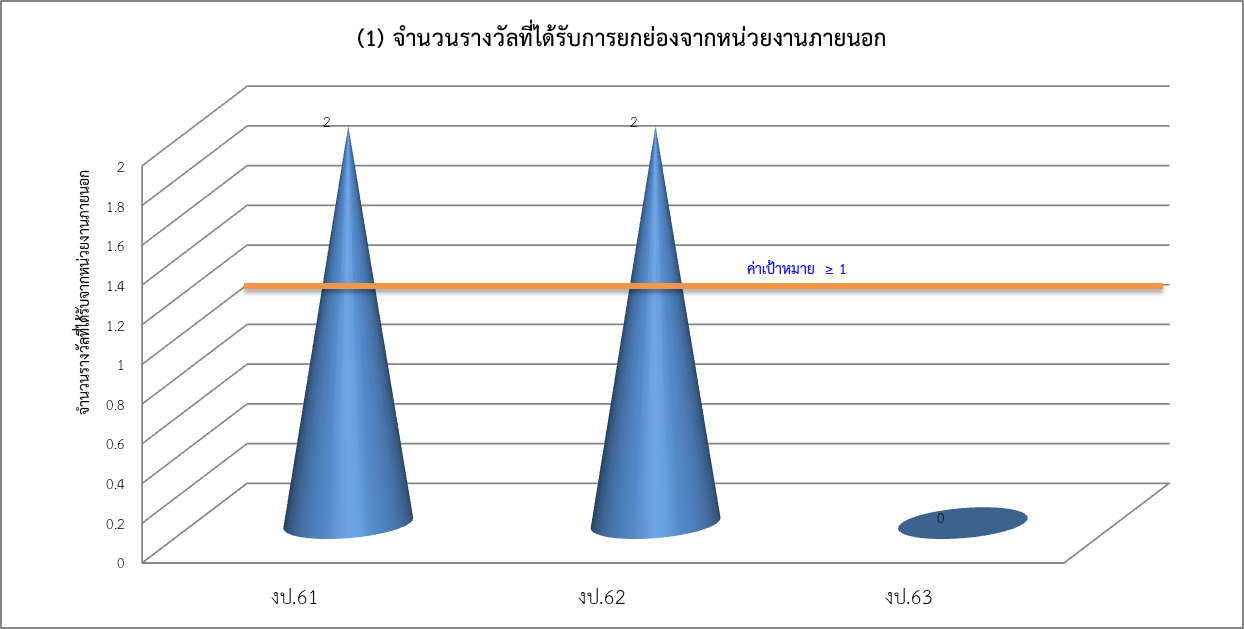 (1) จำนวนรางวัลที่ได้รับการยกย่องจากหน่วยงานภายนอก
จำนวนรางวัลที่ได้รับจากหน่วยงานภายนอก
2
1.8
1.6
1.4
1.2
1
0.8
0.6
0.4
0.2
0
2
2
ค่าเป้าหมาย ≥ 1
0
งป.61
งป.62
งป.63